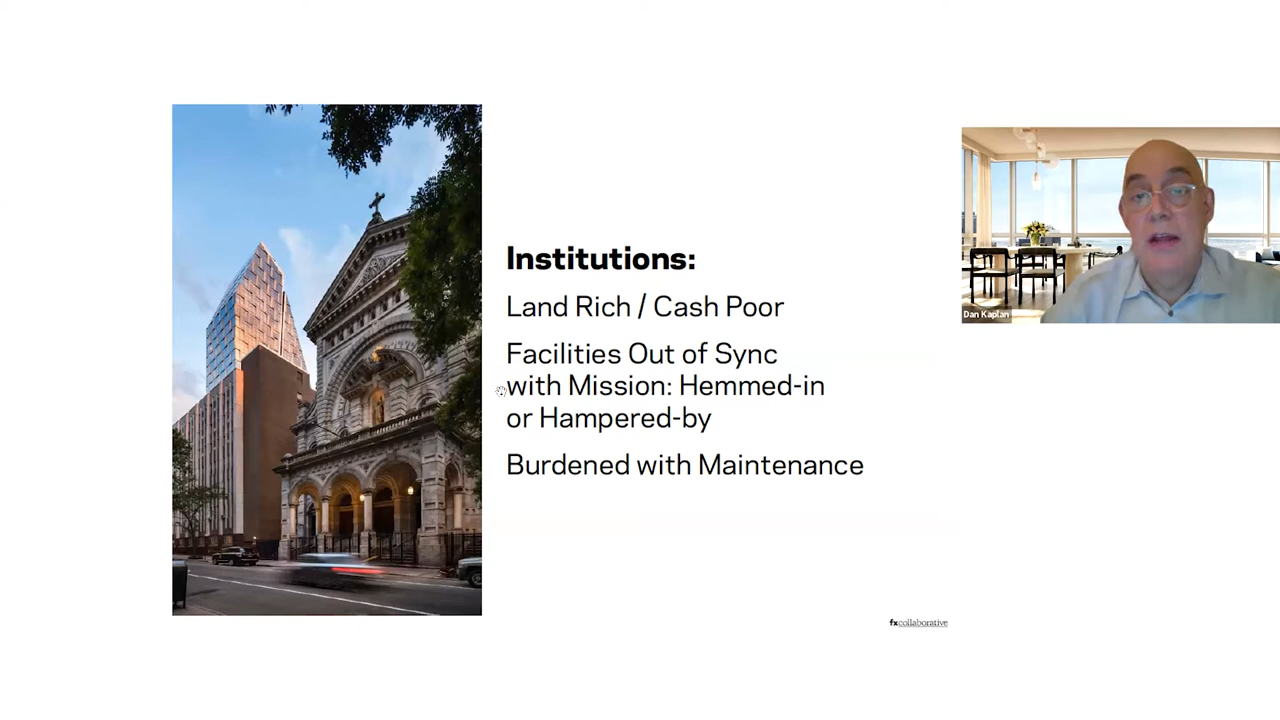 Institutions:
Land Rich / Cash Poor
Facilities Out of Sync
with Mission: Hemmed-in
or Hampered-by
Burdened with Maintenance
Dan Kaplan
fxcollaborative